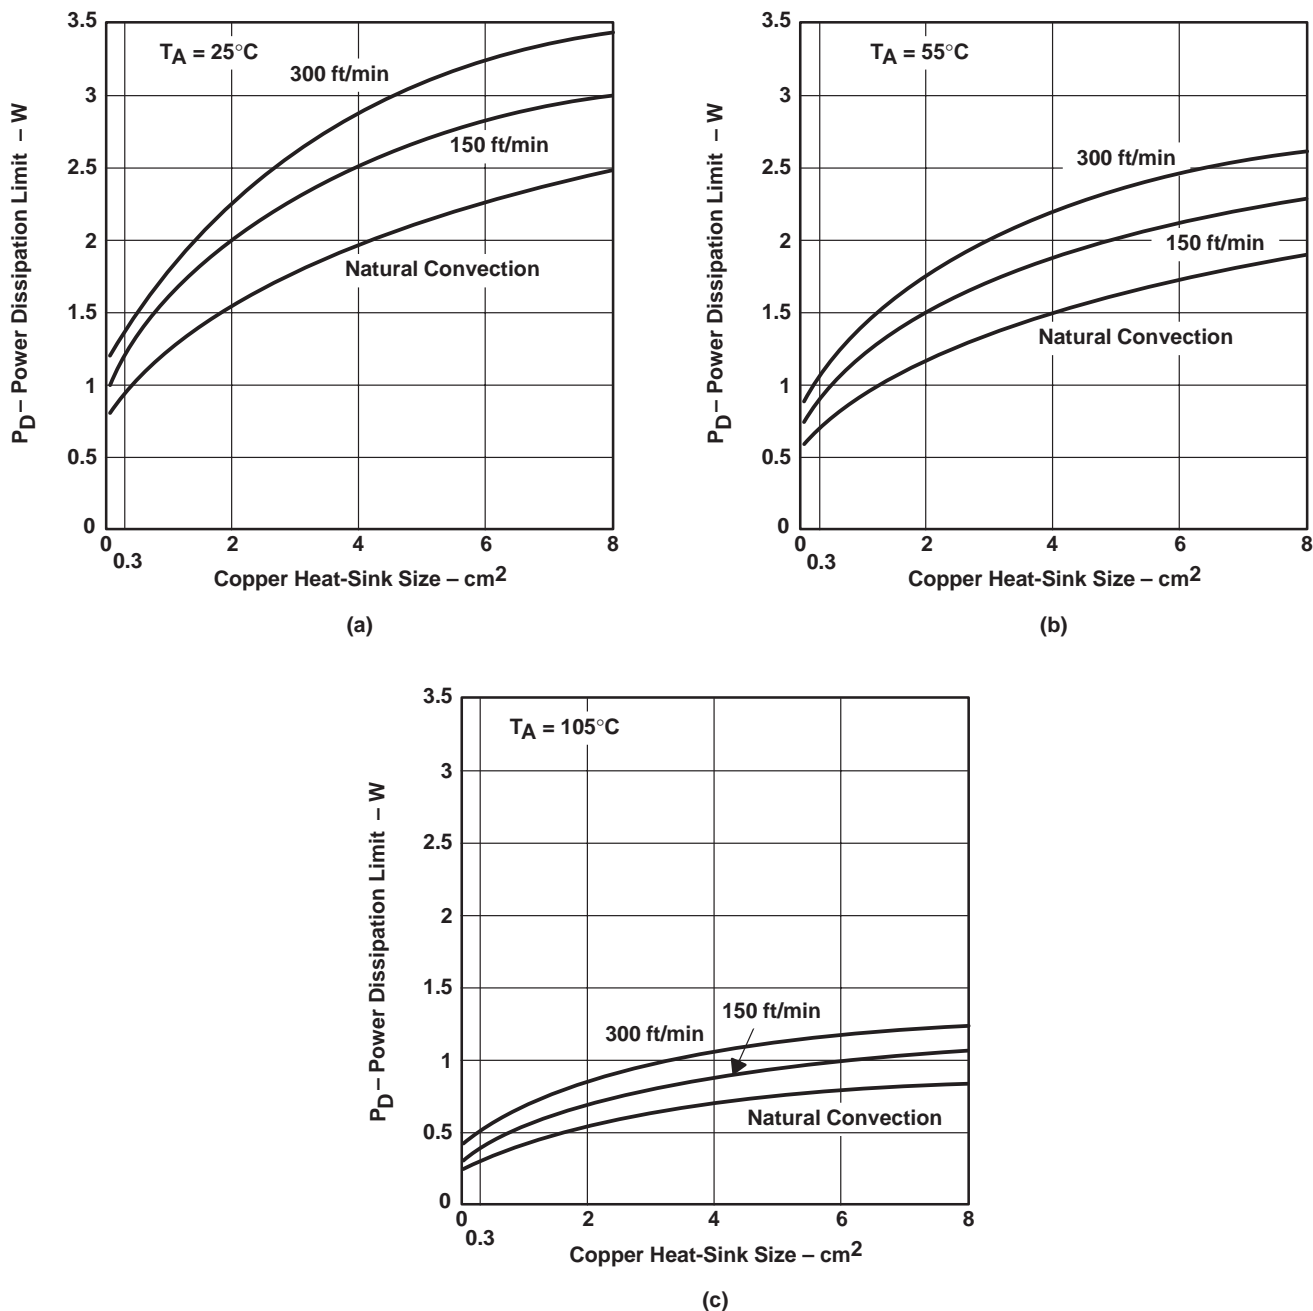 3.5
T_A = 25°C
300 ft/min
3
150 ft/min
2.5
2
Natural Convection
1.5
1
0.5
0
P_D – Power Dissipation Limit – W
0 0.3 2 4 6 8
Copper Heat-Sink Size – cm²
(a)
3.5
T_A = 55°C
3
300 ft/min
2.5
150 ft/min
2
1.5
Natural Convection
1
0.5
0
P_D – Power Dissipation Limit – W
0 0.3 2 4 6 8
Copper Heat-Sink Size – cm²
(b)
3.5
T_A = 105°C
3
2.5
2
1.5
150 ft/min
300 ft/min
1
Natural Convection
0.5
0
P_D – Power Dissipation Limit – W
0 0.3 2 4 6 8
Copper Heat-Sink Size – cm²
(c)